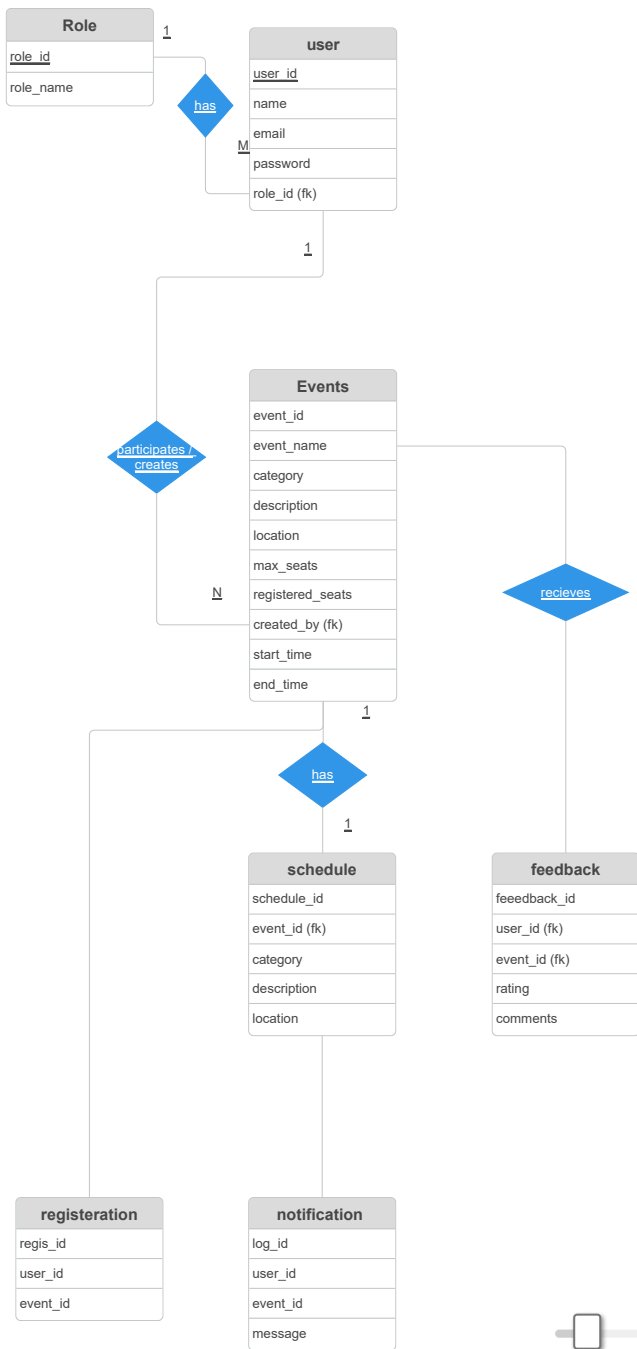 Role
role_id
role_name
1
has
M
user
user_id
name
email
password
role_id (fk)
1
participates /
creates
N
Events
event_id
event_name
category
description
location
max_seats
registered_seats
created_by (fk)
start_time
end_time
recieves
1
has
1
schedule
schedule_id
event_id (fk)
category
description
location
feedback
feeedback_id
user_id (fk)
event_id (fk)
rating
comments
registeration
regis_id
user_id
event_id
notification
log_id
user_id
event_id
message